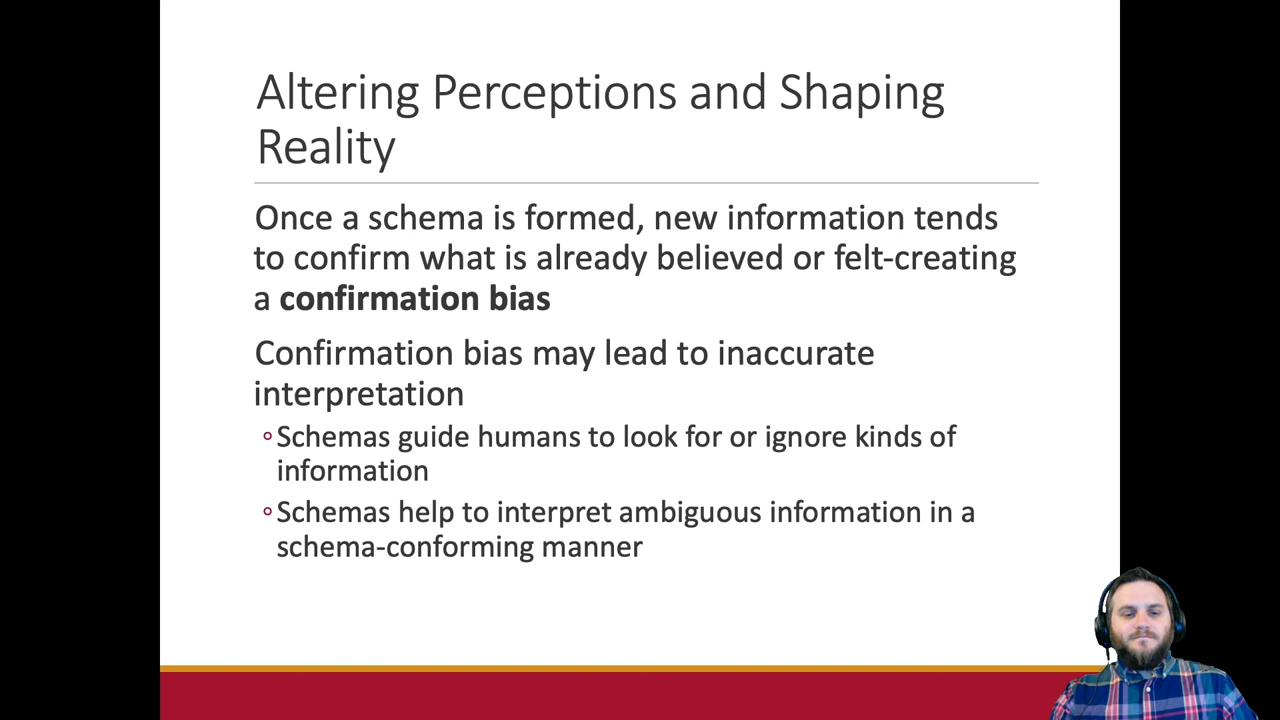 Altering Perceptions and Shaping
Reality
Once a schema is formed, new information tends
to confirm what is already believed or felt-creating
a confirmation bias
Confirmation bias may lead to inaccurate
interpretation
◦Schemas guide humans to look for or ignore kinds of
information
◦Schemas help to interpret ambiguous information in a
schema-conforming manner